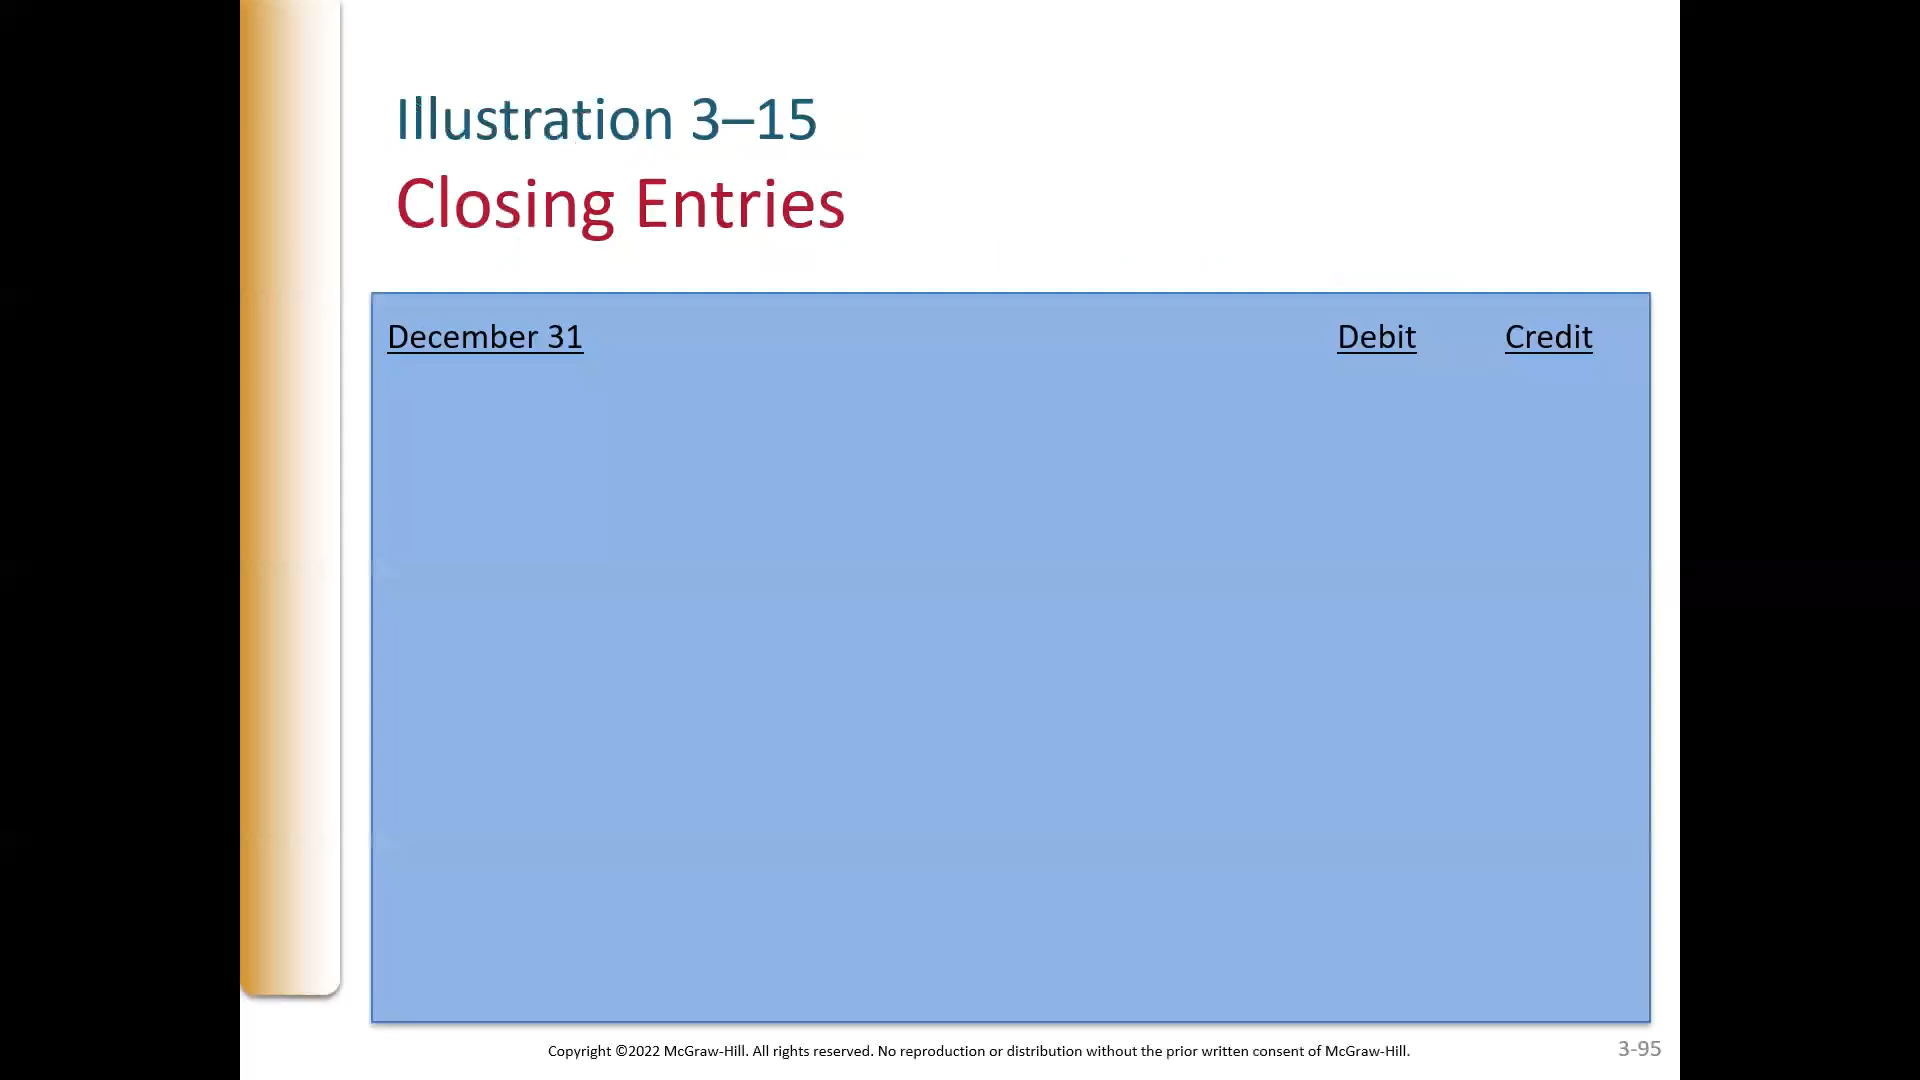 Illustration 3–15
Closing Entries
December 31 Debit Credit
Copyright ©2022 McGraw-Hill. All rights reserved. No reproduction or distribution without the prior written consent of McGraw-Hill.
3-95